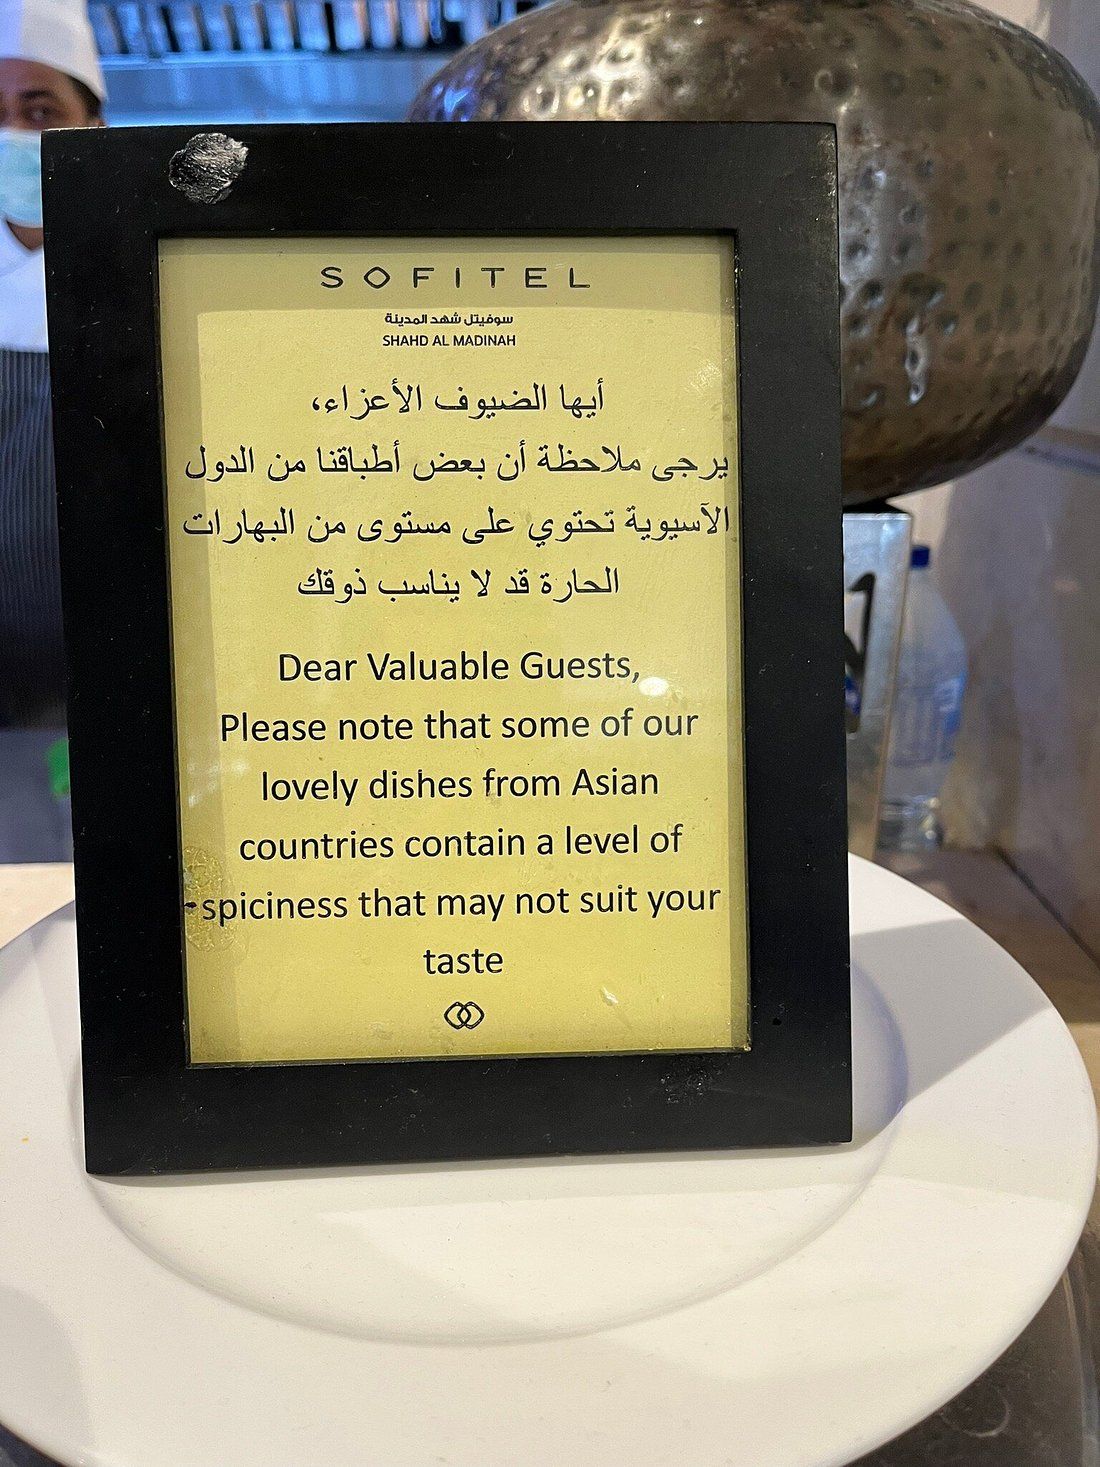 SOFITEL
سوفيتل شهد المدينة
SHAHD AL MADINAH
أيها الضيوف الأعزاء،
يرجى ملاحظة أن بعض أطباقنا من الدول
الآسيوية تحتوي على مستوى من البهارات
الحارة قد لا يناسب ذوقك
Dear Valuable Guests,
Please note that some of our
lovely dishes from Asian
countries contain a level of
spiciness that may not suit your
taste